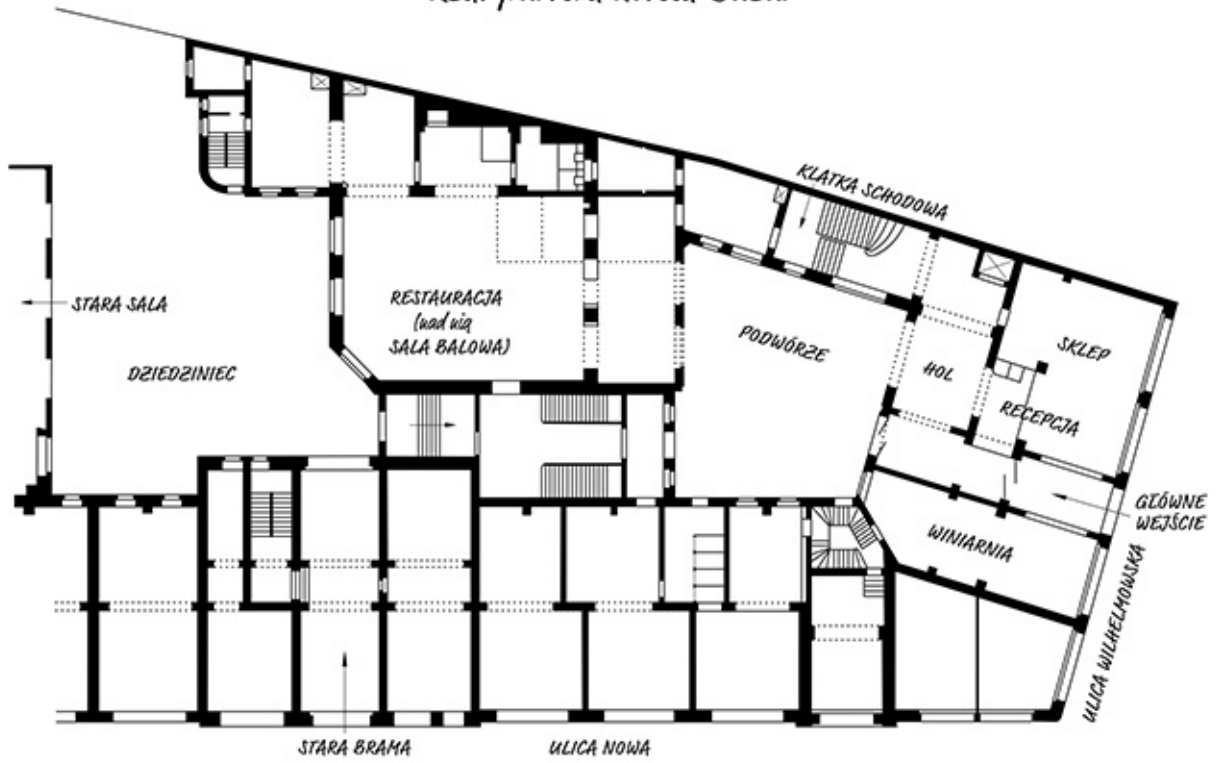 KLATKA SCHODOWA
STARA SALA
RESTAURACJA
(nad nią
SALA BALOWA)
DZIEDZINIEC
PODWÓRZE
HOL
SKLEP
RECEPCJA
GŁÓWNE
WEJŚCIE
WINIARNIA
ULICA WILHELMOWSKA
STARA BRAMA
ULICA NOWA